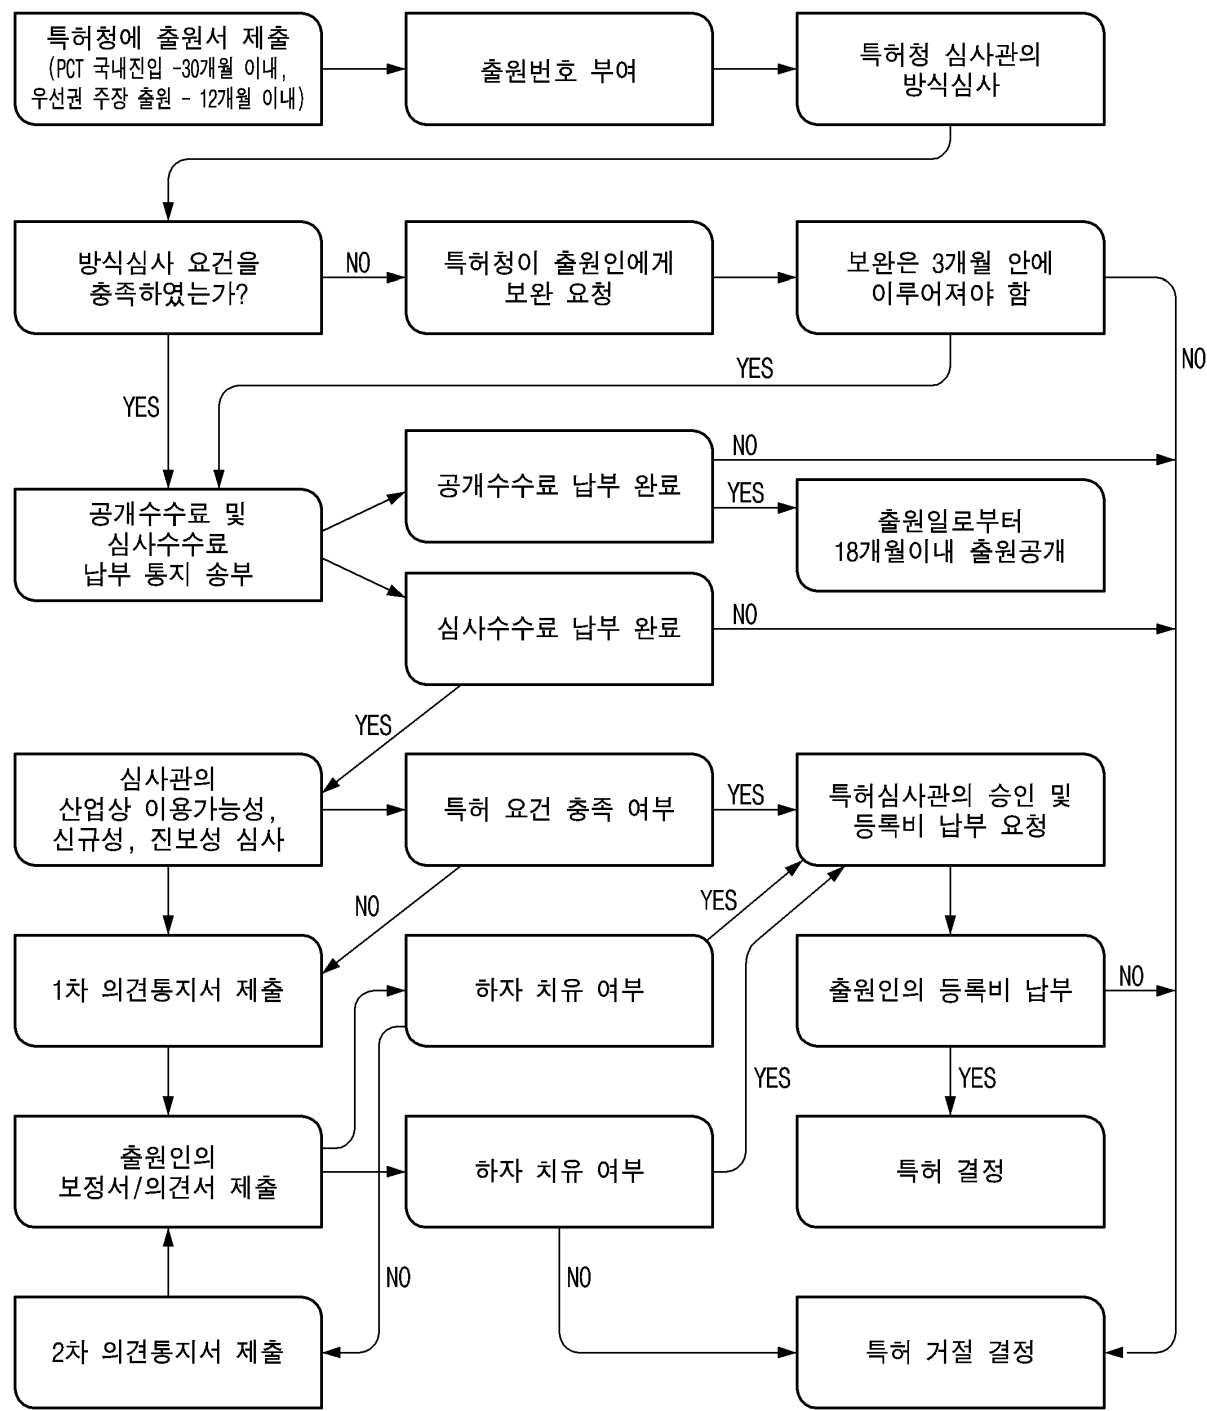 특허청에 출원서 제출
(PCT 국내진입 -30개월 이내,
우선권 주장 출원 - 12개월 이내)
출원번호 부여
특허청 심사관의
방식심사
방식심사 요건을
충족하였는가?
NO
특허청이 출원인에게
보완 요청
보완은 3개월 안에
이루어져야 함
NO
YES
YES
공개수수료 및
심사수수료
납부 통지 송부
공개수수료 납부 완료
NO
YES
출원일로부터
18개월이내 출원공개
심사수수료 납부 완료
NO
YES
심사관의
산업상 이용가능성,
신규성, 진보성 심사
특허 요건 충족 여부
YES
특허심사관의 승인 및
등록비 납부 요청
NO
YES
1차 의견통지서 제출
하자 치유 여부
출원인의 등록비 납부
NO
YES
YES
출원인의
보정서/의견서 제출
하자 치유 여부
특허 결정
NO
NO
2차 의견통지서 제출
특허 거절 결정